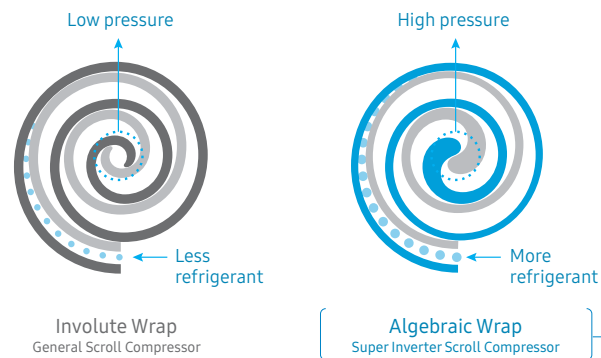 Low pressure
High pressure
Less
refrigerant
More
refrigerant
Involute Wrap
General Scroll Compressor
Algebraic Wrap
Super Inverter Scroll Compressor